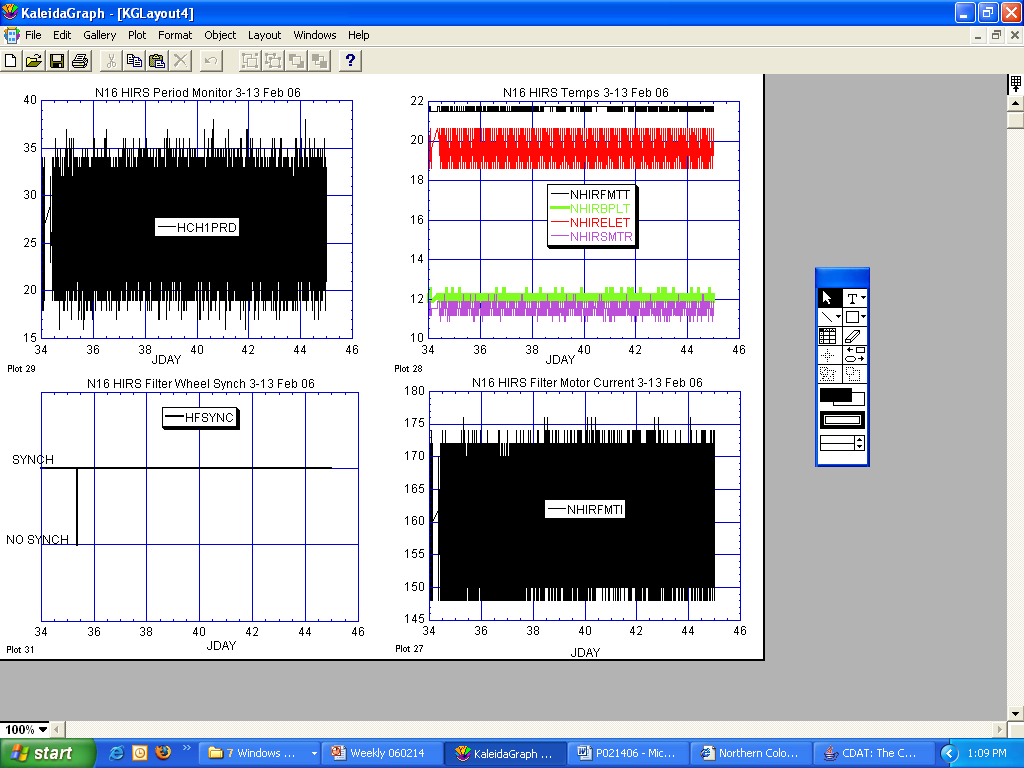 KaleidaGraph - [KGLayout4]
File Edit Gallery Plot Format Object Layout Windows Help
N16 HIRS Period Monitor 3-13 Feb 06
40
35
30
25
20
15
HCH1PRD
34 36 38 40 42 44 46
JDAY
Plot 29
N16 HIRS Temps 3-13 Feb 06
22
20
18
16
14
12
10
NHIRFMTT
NHIRBPLT
NHIRELET
NHIRSMTR
34 36 38 40 42 44 46
JDAY
Plot 28
N16 HIRS Filter Wheel Synch 3-13 Feb 06
HFSYNC
SYNCH
NO SYNCH
34 36 38 40 42 44 46
JDAY
Plot 31
N16 HIRS Filter Motor Current 3-13 Feb 06
180
175
170
165
160
155
150
145
NHIRFMTI
34 36 38 40 42 44 46
JDAY
Plot 27
T
100%
start
7 Windows ...
Weekly 060214
KaleidaGraph ...
P021406 - Mic...
Northern Colo...
CDAT: The C...
1:09 PM